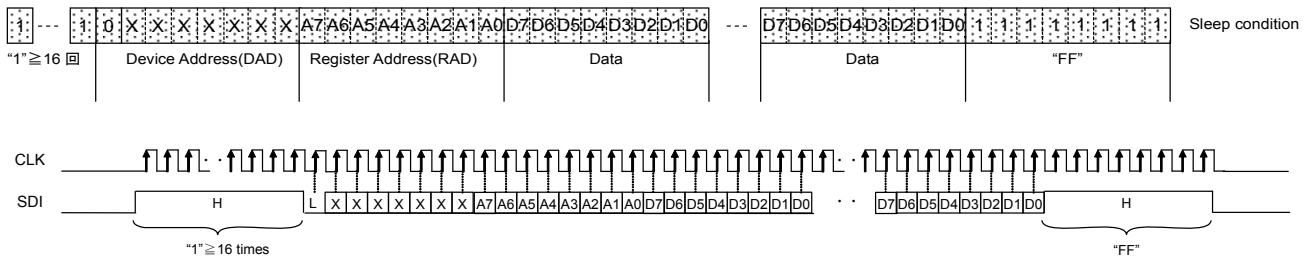 1 --- 1 0 X X X X X X X A7 A6 A5 A4 A3 A2 A1 A0 D7 D6 D5 D4 D3 D2 D1 D0 --- D7 D6 D5 D4 D3 D2 D1 D0 1 1 1 1 1 1 1 1 Sleep condition
“1”≧16 回 Device Address(DAD) Register Address(RAD) Data Data “FF”
CLK
SDI H L X X X X X X X A7 A6 A5 A4 A3 A2 A1 A0 D7 D6 D5 D4 D3 D2 D1 D0 · · D7 D6 D5 D4 D3 D2 D1 D0 H
“1”≧16 times “FF”